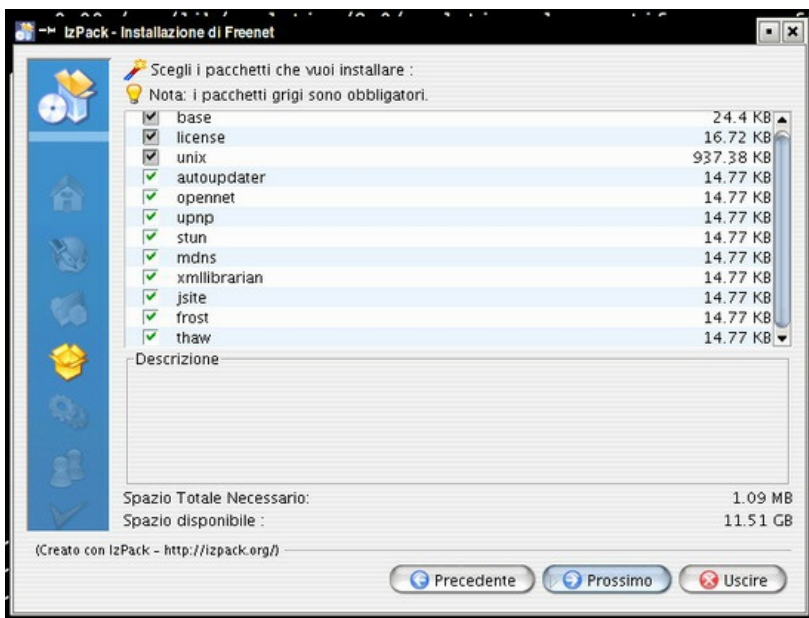 IzPack - Installazione di Freenet
Scegli i pacchetti che vuoi installare :
Nota: i pacchetti grigi sono obbligatori.
base 24.4 KB
license 16.72 KB
unix 937.38 KB
autoupdater 14.77 KB
opennet 14.77 KB
upnp 14.77 KB
stun 14.77 KB
mdns 14.77 KB
xmllibrarian 14.77 KB
jsite 14.77 KB
frost 14.77 KB
thaw 14.77 KB
Descrizione
Spazio Totale Necessario: 1.09 MB
Spazio disponibile : 11.51 GB
(Creato con IzPack - http://izpack.org/)
Precedente Prossimo Uscire